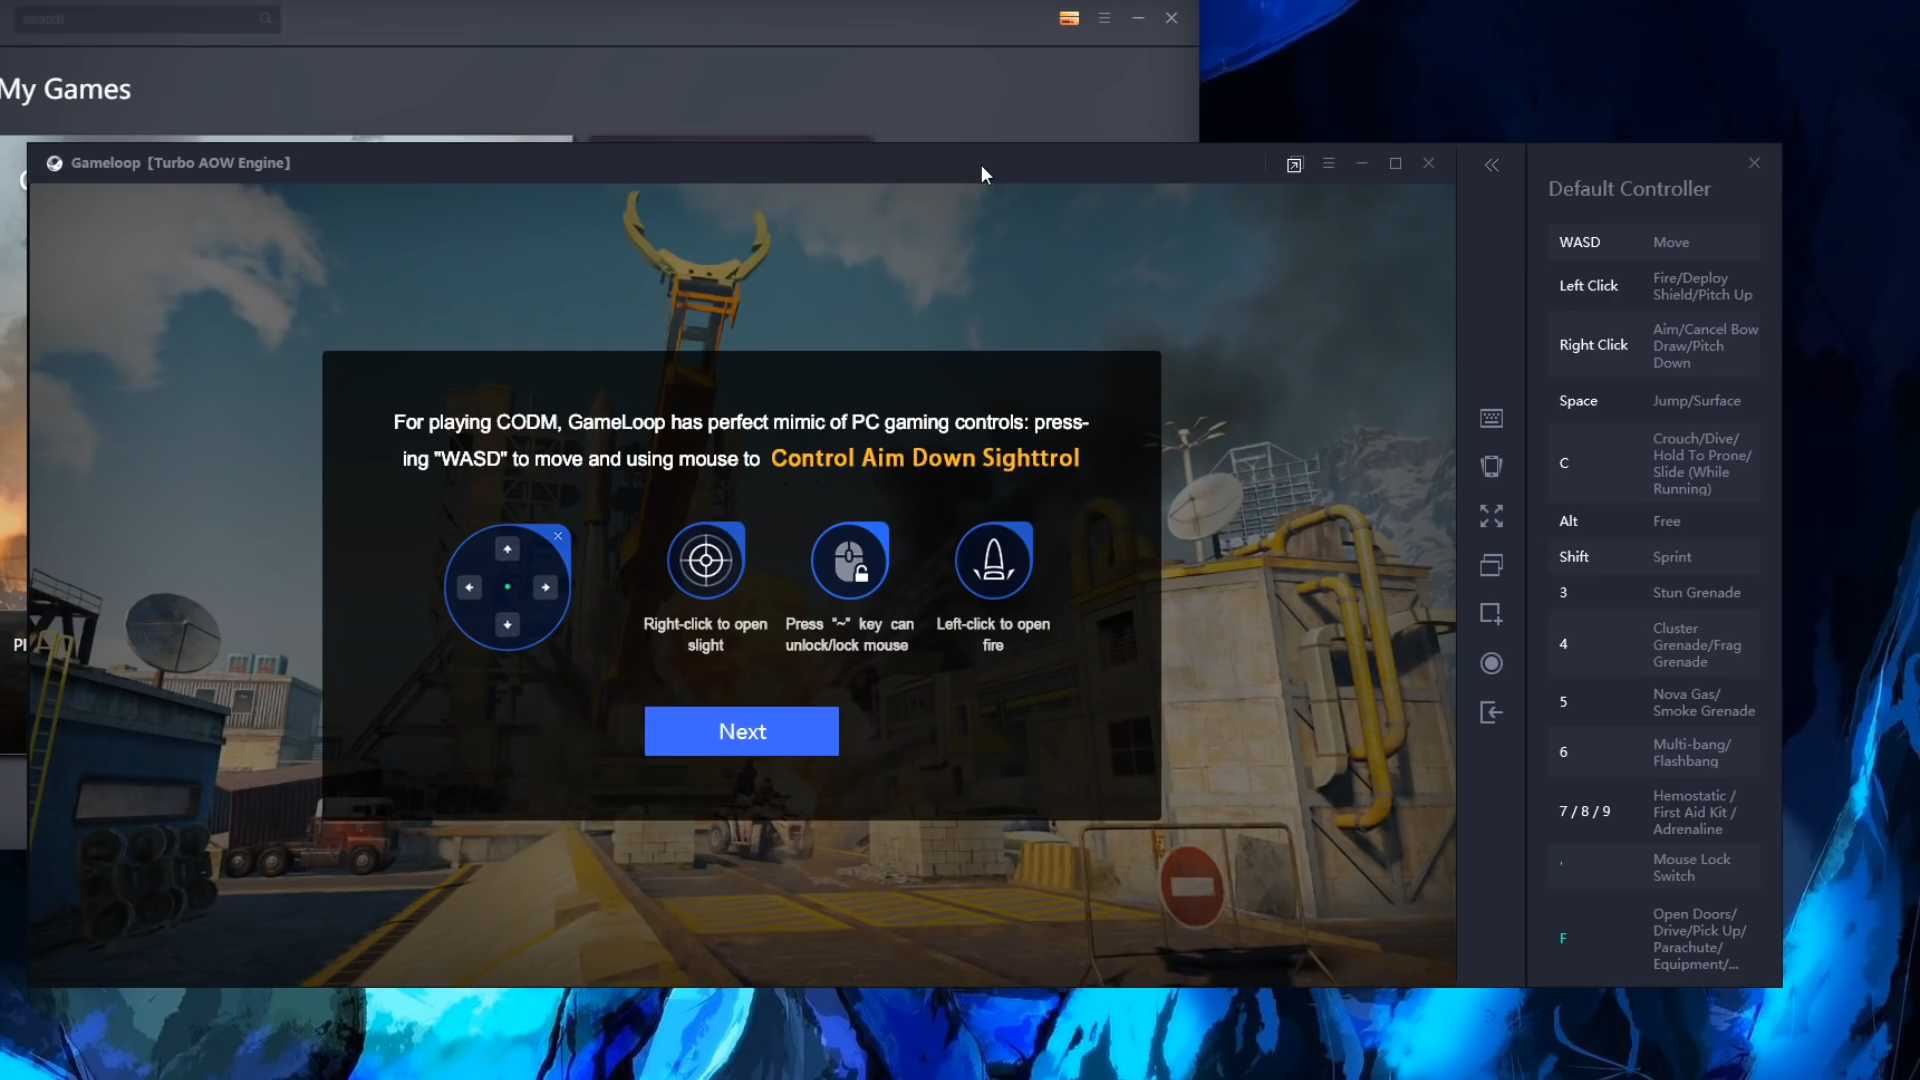 search
My Games
Gameloop [Turbo AOW Engine]
For playing CODM, GameLoop has perfect mimic of PC gaming controls: press-
ing "WASD" to move and using mouse to Control Aim Down Sighttrol
Right-click to open
slight
Press "~" key can
unlock/lock mouse
Left-click to open
fire
Next
Default Controller
WASD Move
Left Click Fire/Deploy
Shield/Pitch Up
Right Click Aim/Cancel Bow
Draw/Pitch
Down
Space Jump/Surface
C Crouch/Dive/
Hold To Prone/
Slide (While
Running)
Alt Free
Shift Sprint
3 Stun Grenade
4 Cluster
Grenade/Frag
Grenade
5 Nova Gas/
Smoke Grenade
6 Multi-bang/
Flashbang
7 / 8 / 9 Hemostatic /
First Aid Kit /
Adrenaline
' Mouse Lock
Switch
F Open Doors/
Drive/Pick Up/
Parachute/
Equipment/...